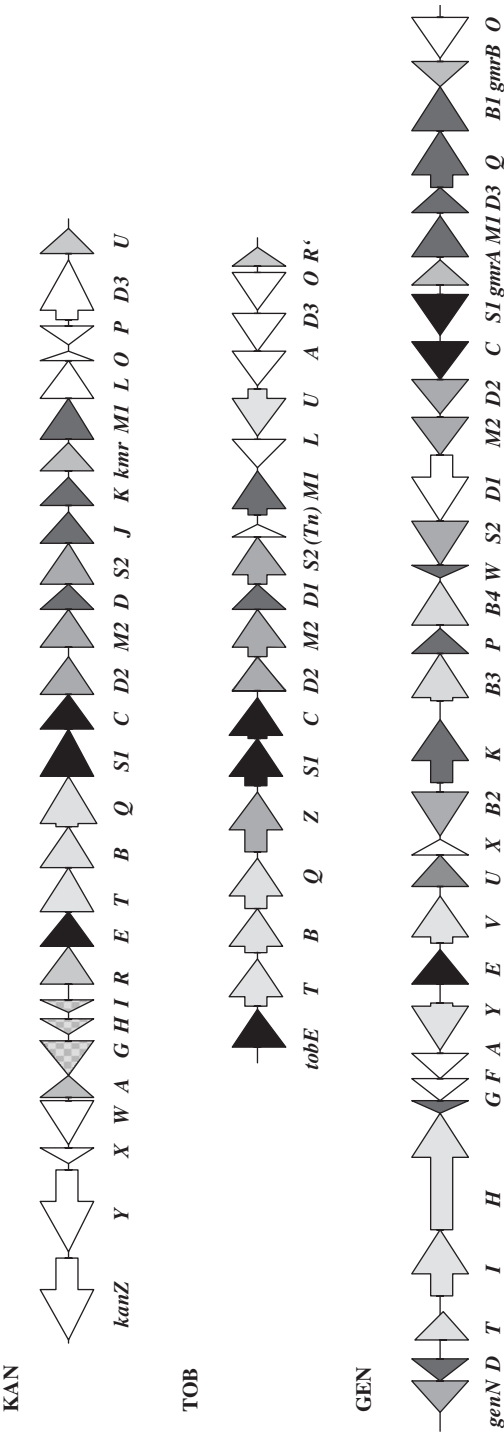 KAN
kanZ Y X W A G H I R E T B Q S1 C D2 M2 D S2 J K kmr M1 L O P D3 U
TOB
tobE T B Q Z S1 C D2 M2 D1 S2 (Tn) M1 L U A D3 O R‘
GEN
genN D T I H G F A Y E V U X B2 K B3 P B4 W S2 D1 M2 D2 C S1 gmrA M1 D3 Q B1 gmrB O